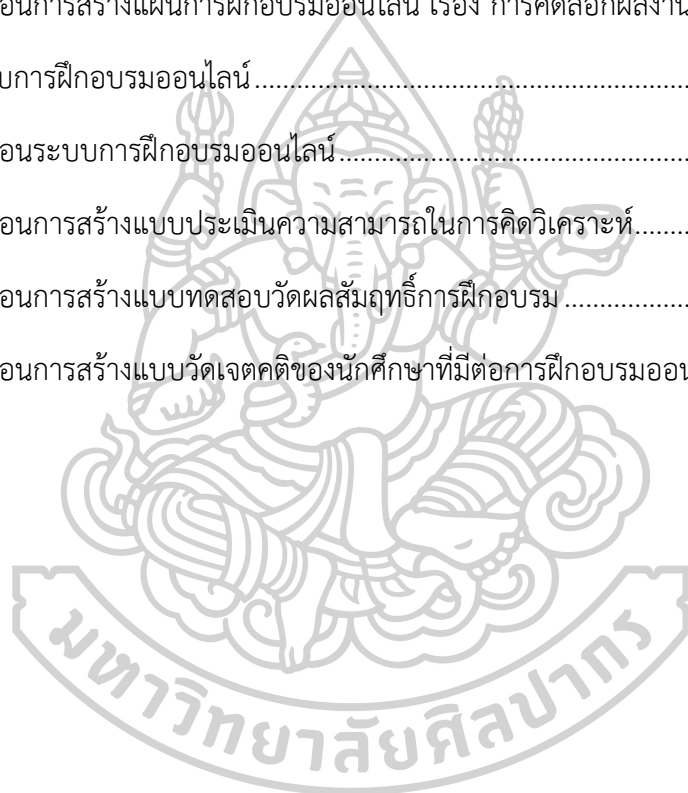 อนการสร้างแผนการฝึกอบรมออนไลน์ เรื่อง การคัดลอกผลงาน
บการฝึกอบรมออนไลน์
อนระบบการฝึกอบรมออนไลน์
อนการสร้างแบบประเมินความสามารถในการคิดวิเคราะห์
อนการสร้างแบบทดสอบวัดผลสัมฤทธิ์การฝึกอบรม
อนการสร้างแบบวัดเจตคติของนักศึกษาที่มีต่อการฝึกอบรมออน
มหาวิทยาลัยศิลปากร